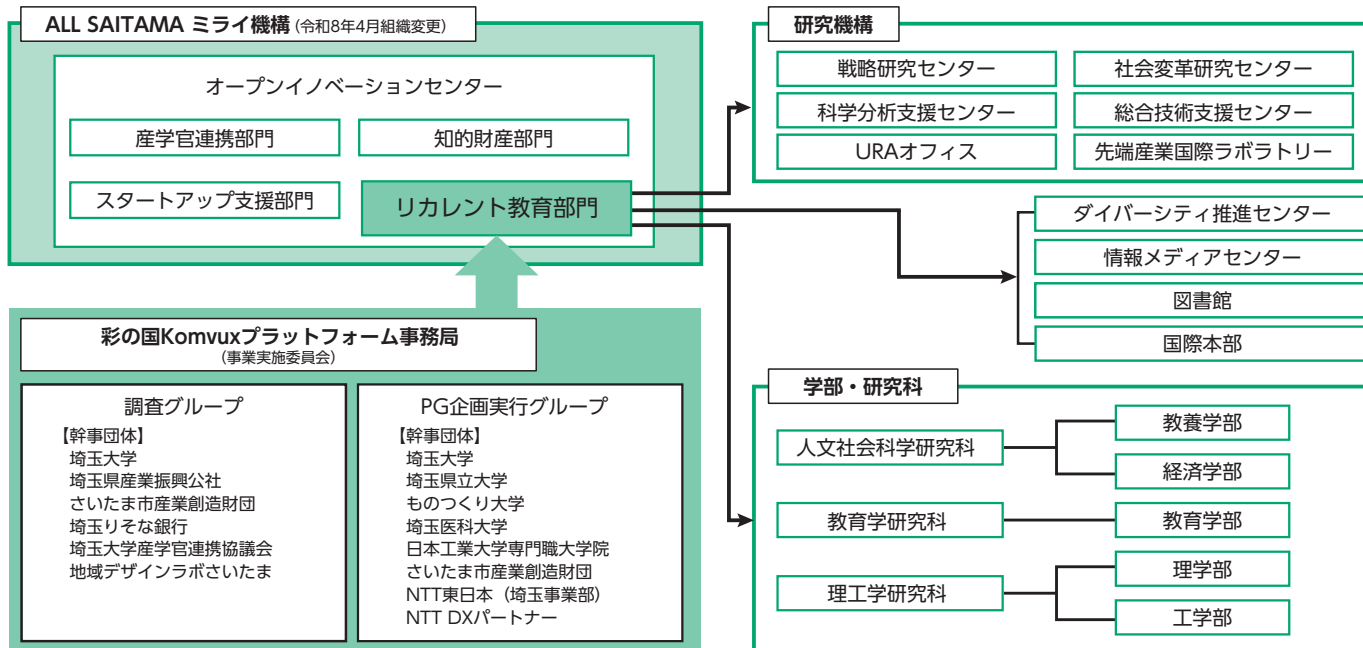 ALL SAITAMA ミライ機構 (令和8年4月組織変更)
オープンイノベーションセンター
産学官連携部門
知的財産部門
スタートアップ支援部門
リカレント教育部門
彩の国Komvuxプラットフォーム事務局
(事業実施委員会)
調査グループ
【幹事団体】
埼玉大学
埼玉県産業振興公社
さいたま市産業創造財団
埼玉りそな銀行
埼玉大学産学官連携協議会
地域デザインラボさいたま
PG企画実行グループ
【幹事団体】
埼玉大学
埼玉県立大学
ものつくり大学
埼玉医科大学
日本工業大学専門職大学院
さいたま市産業創造財団
NTT東日本（埼玉事業部）
NTT DXパートナー
研究機構
戦略研究センター
社会変革研究センター
科学分析支援センター
総合技術支援センター
URAオフィス
先端産業国際ラボラトリー
ダイバーシティ推進センター
情報メディアセンター
図書館
国際本部
学部・研究科
人文社会科学研究科
教養学部
経済学部
教育学研究科
教育学部
理工学研究科
理学部
工学部